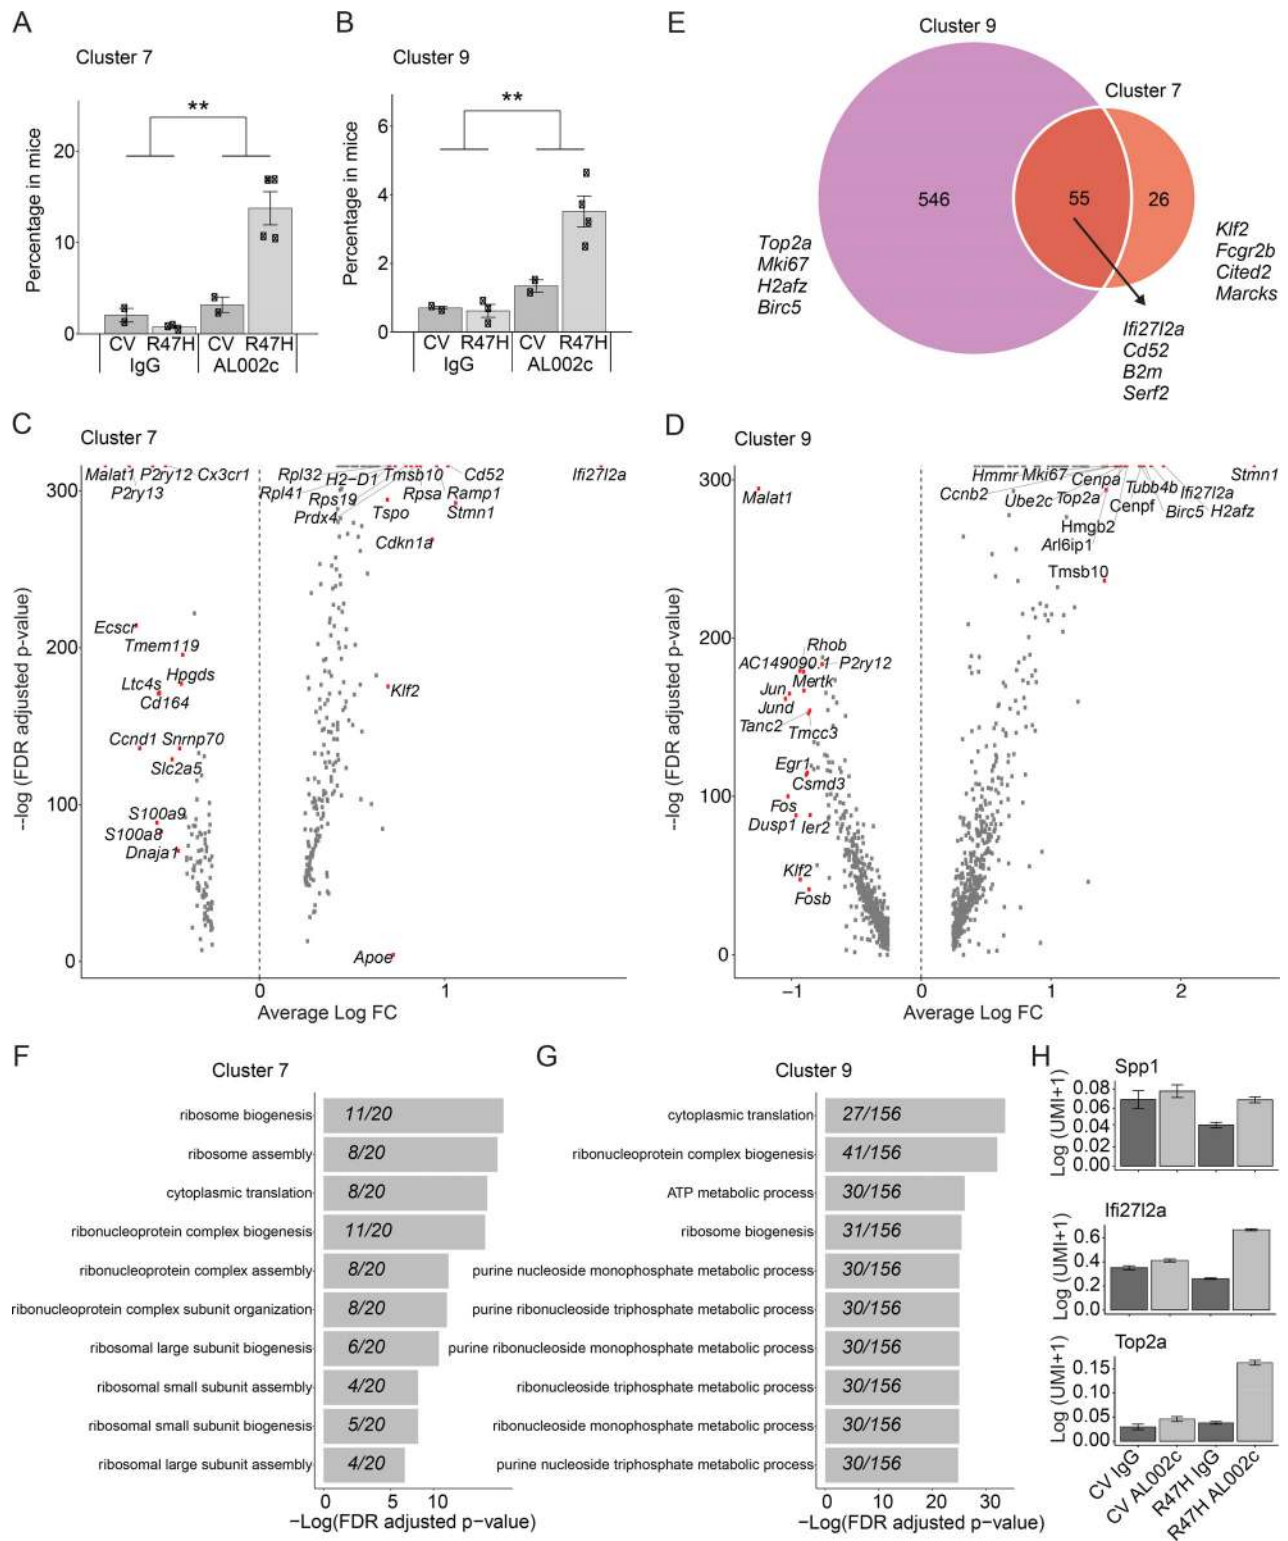 A
Cluster 7
**
Percentage in mice
20
10
0
CV R47H CV R47H
IgG AL002c
B
Cluster 9
**
Percentage in mice
6
4
2
0
CV R47H CV R47H
IgG AL002c
E
Cluster 9
Cluster 7
546
55
26
Top2a
Mki67
H2afz
Birc5
Klf2
Fcgr2b
Cited2
Marcks
Ifi27l2a
Cd52
B2m
Serf2
C
Cluster 7
--log (FDR adjusted p-value)
300
200
100
0
Malat1 P2ry12 Cx3cr1
P2ry13
Rpl32 H2-D1 Tmsb10 Cd52 Ifi27l2a
Rpl41 Rps19 Rpsa Ramp1
Prdx4 Tspo Stmn1
Cdkn1a
Ecscr
Tmem119
Hpgds
Ltc4s
Cd164
Klf2
Ccnd1 Snrnp70
Slc2a5
S100a9
S100a8
Dnaja1
Apoe
0 1
Average Log FC
D
Cluster 9
--log (FDR adjusted p-value)
300
200
100
0
Malat1
Hmmr Mki67 Cenpa Stmn1
Ccnb2 Ube2c Top2a Cenpf Tubb4b Ifi27l2a
Birc5 H2afz
Hmgb2
Arl6ip1
Tmsb10
Rhob
AC149090.1 P2ry12
Mertk
Jun
Jund
Tanc2
Tmcc3
Egr1
Csmd3
Fos
Dusp1 Ier2
Klf2
Fosb
−1 0 1 2
Average Log FC
F
Cluster 7
ribosome biogenesis 11/20
ribosome assembly 8/20
cytoplasmic translation 8/20
ribonucleoprotein complex biogenesis 11/20
ribonucleoprotein complex assembly 8/20
ribonucleoprotein complex subunit organization 8/20
ribosomal large subunit biogenesis 6/20
ribosomal small subunit assembly 4/20
ribosomal small subunit biogenesis 5/20
ribosomal large subunit assembly 4/20
0 5 10
−Log(FDR adjusted p−value)
G
Cluster 9
cytoplasmic translation 27/156
ribonucleoprotein complex biogenesis 41/156
ATP metabolic process 30/156
ribosome biogenesis 31/156
purine nucleoside monophosphate metabolic process 30/156
purine ribonucleoside triphosphate metabolic process 30/156
purine ribonucleoside monophosphate metabolic process 30/156
ribonucleoside triphosphate metabolic process 30/156
ribonucleoside monophosphate metabolic process 30/156
purine nucleoside triphosphate metabolic process 30/156
0 10 20 30
−Log(FDR adjusted p−value)
H
Spp1
Log (UMI+1)
0.08
0.06
0.04
0.02
0.00
Ifi27l2a
Log (UMI+1)
0.6
0.4
0.2
0.0
Top2a
Log (UMI+1)
0.15
0.10
0.05
0.00
CV IgG
CV AL002c
R47H IgG
R47H AL002c